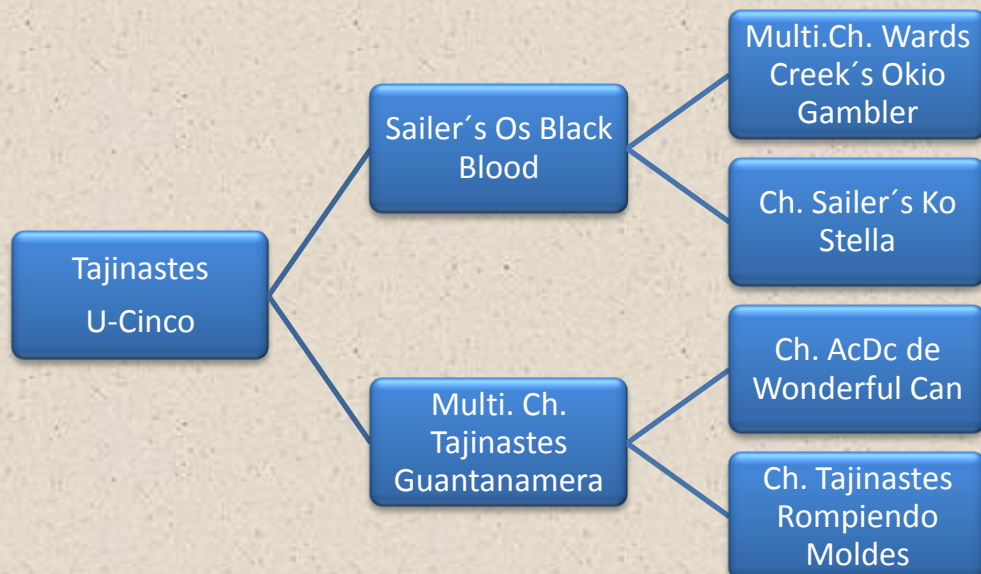 Tajinastes
U-Cinco
Sailer´s Os Black
Blood
Multi. Ch.
Tajinastes
Guantanamera
Multi.Ch. Wards
Creek´s Okio
Gambler
Ch. Sailer´s Ko
Stella
Ch. AcDc de
Wonderful Can
Ch. Tajinastes
Rompiendo
Moldes